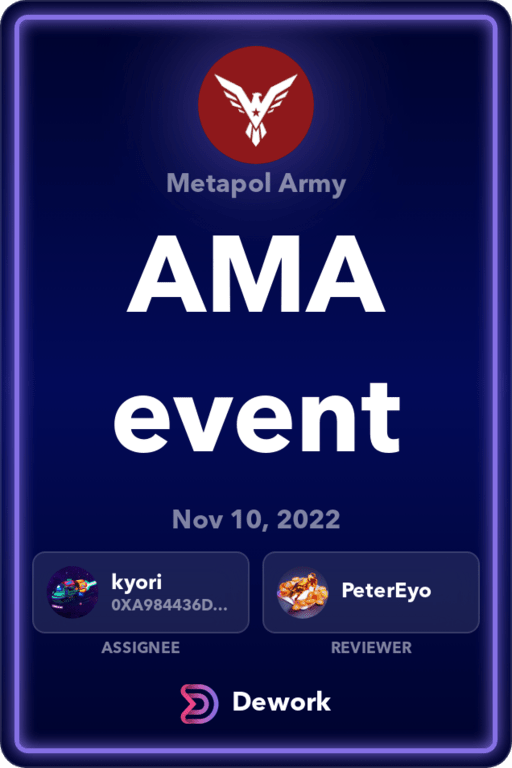 Metapol Army
AMA
event
Nov 10, 2022
kyori
0XA984436D...
PeterEyo
ASSIGNEE
REVIEWER
Dework